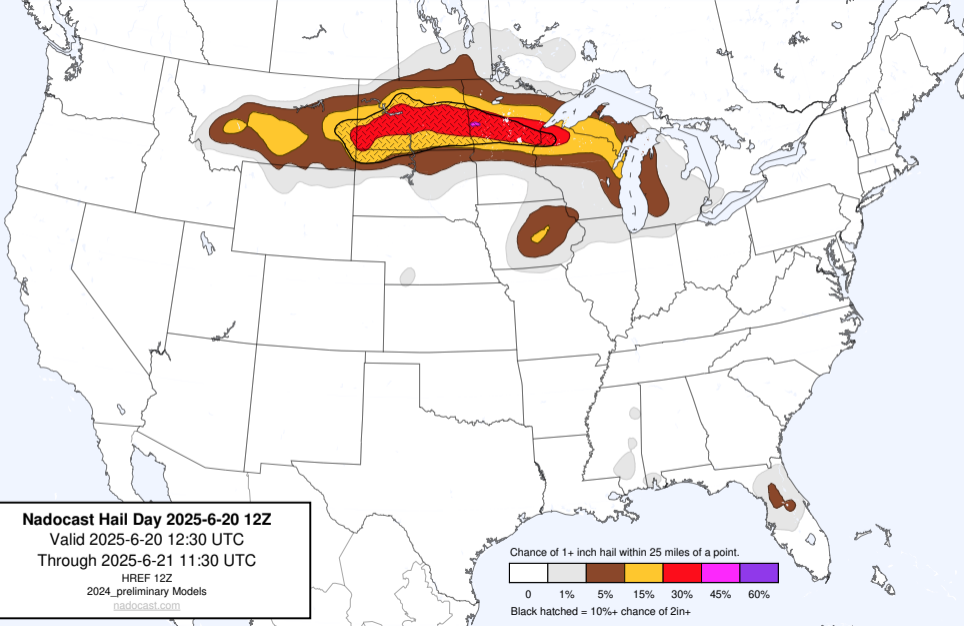 Nadocast Hail Day 2025-6-20 12Z
Valid 2025-6-20 12:30 UTC
Through 2025-6-21 11:30 UTC
HREF 12Z
2024_preliminary Models
nadocast.com
Chance of 1+ inch hail within 25 miles of a point.
0 1% 5% 15% 30% 45% 60%
Black hatched = 10%+ chance of 2in+